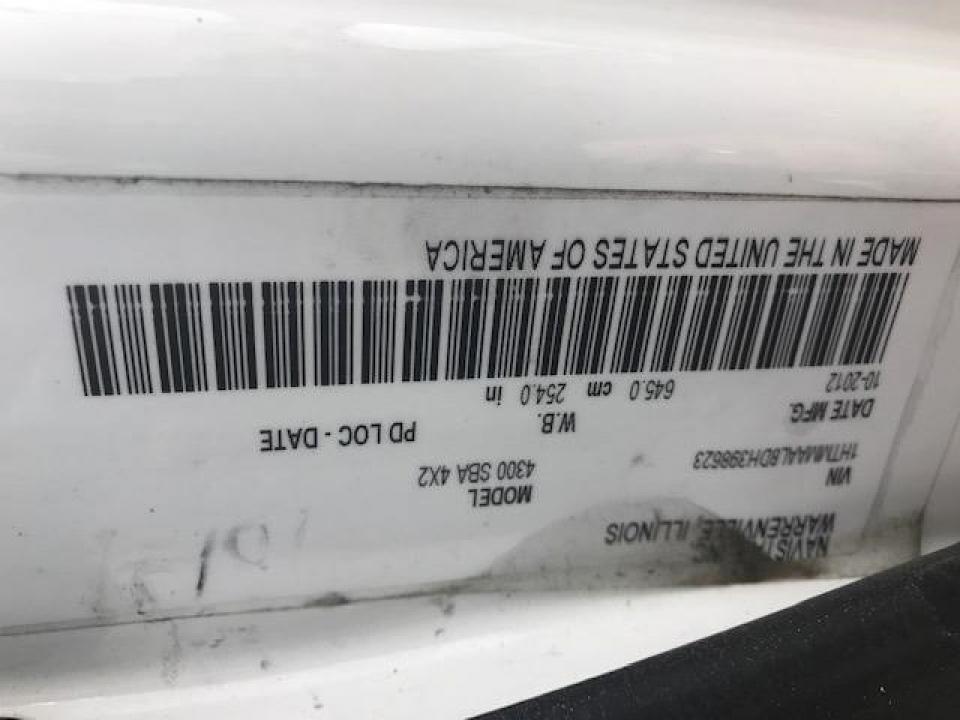 WARRENVILLE, ILLINOIS
VIN
1HTMMAAL8DH398623
MODEL
4300 SBA 4X2
DATE MFG.
10-2012
W.B.
645.0 cm 254.0 in
PD LOC - DATE
MADE IN THE UNITED STATES OF AMERICA